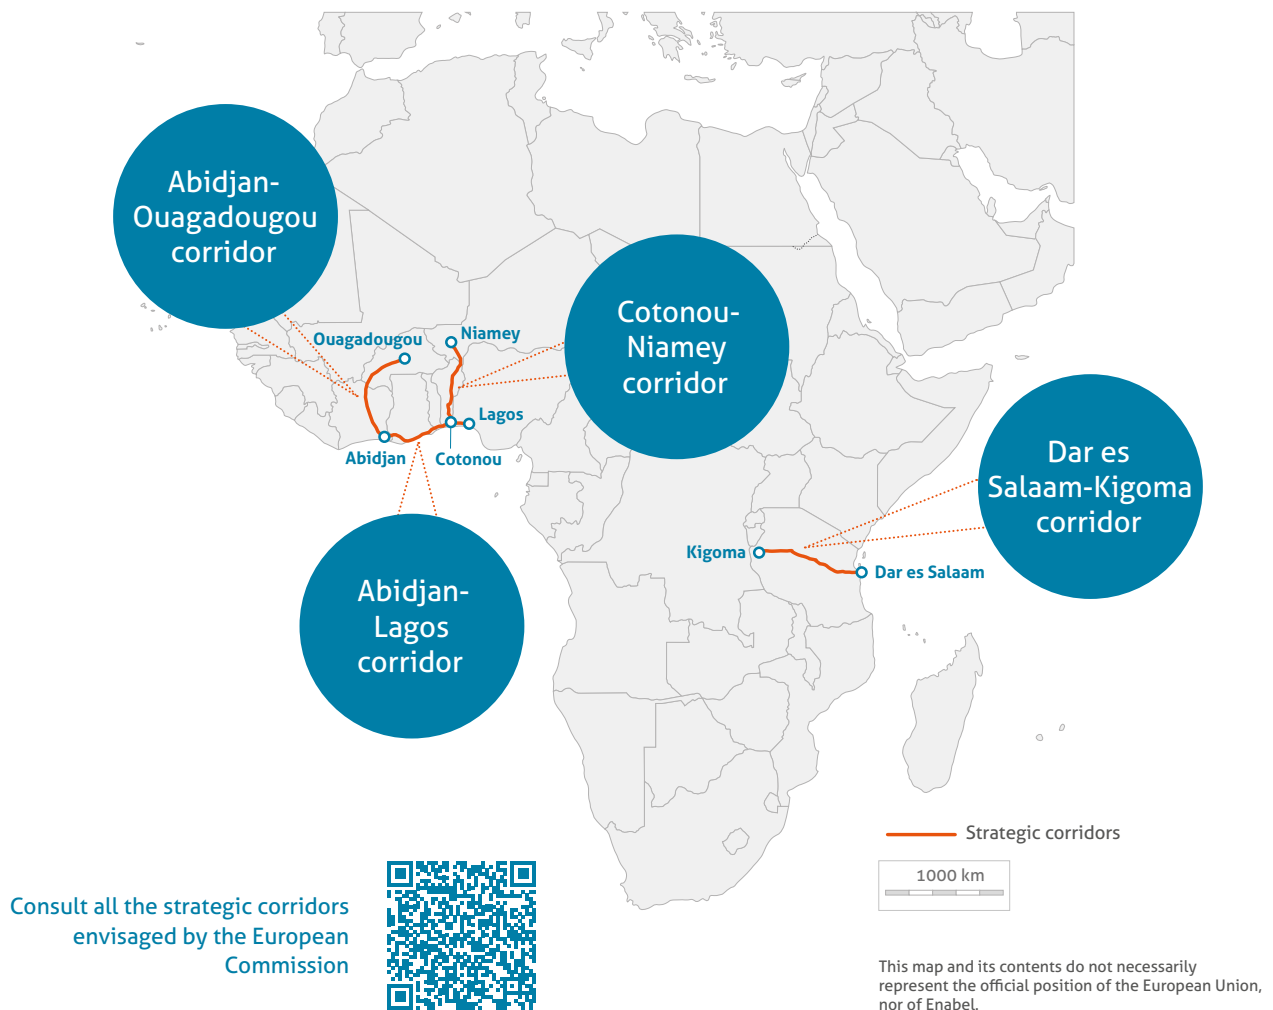 Abidjan-
Ouagadougou
corridor
Cotonou-
Niamey
corridor
Ouagadougou
Niamey
Lagos
Abidjan
Cotonou
Dar es
Salaam-Kigoma
corridor
Kigoma
Dar es Salaam
Abidjan-
Lagos
corridor
Strategic corridors
1000 km
Consult all the strategic corridors
envisaged by the European
Commission
This map and its contents do not necessarily
represent the official position of the European Union,
nor of Enabel.